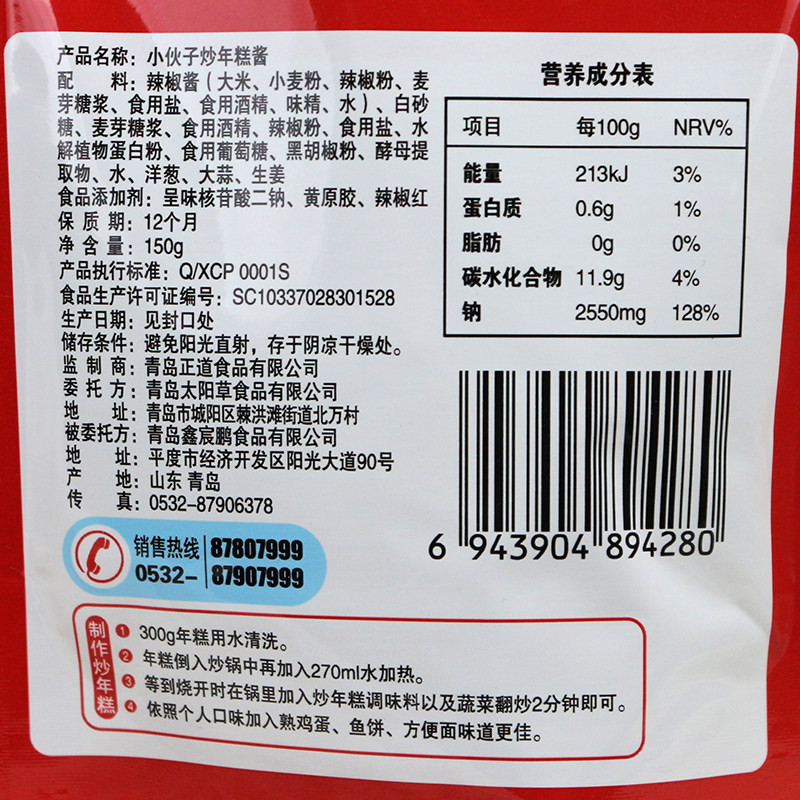 产品名称：小伙子炒年糕酱
配　　料：辣椒酱（大米、小麦粉、辣椒粉、麦
芽糖浆、食用盐、食用酒精、味精、水）、白砂
糖、麦芽糖浆、食用酒精、辣椒粉、食用盐、水
解植物蛋白粉、食用葡萄糖、黑胡椒粉、酵母提
取物、水、洋葱、大蒜、生姜
食品添加剂：呈味核苷酸二钠、黄原胶、辣椒红
保 质 期：12个月
净 含 量：150g
产品执行标准：Q/XCP 0001S
食品生产许可证编号：SC10337028301528
生产日期：见封口处
储存条件：避免阳光直射，存于阴凉干燥处。
监 制 商：青岛正道食品有限公司
委 托 方：青岛太阳草食品有限公司
地　　址：青岛市城阳区棘洪滩街道北万村
被委托方：青岛鑫宸鹏食品有限公司
地　　址：平度市经济开发区阳光大道90号
产　　地：山东 青岛
传　　真：0532-87906378
销售热线 87807999
0532- 87907999
营养成分表
项目 每100g NRV%
能量 213kJ 3%
蛋白质 0.6g 1%
脂肪 0g 0%
碳水化合物 11.9g 4%
钠 2550mg 128%
6 943904 894280
制作炒年糕
1 300g年糕用水清洗。
2 年糕倒入炒锅中再加入270ml水加热。
3 等到烧开时在锅里加入炒年糕调味料以及蔬菜翻炒2分钟即可。
4 依照个人口味加入熟鸡蛋、鱼饼、方便面味道更佳。